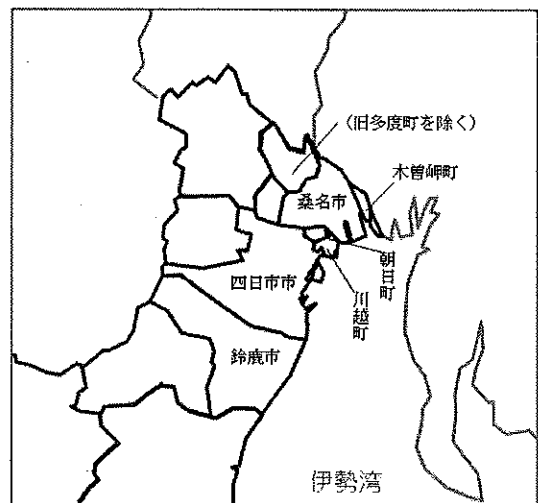 (旧多度町を除く)
木曽岬町
桑名市
朝日町
川越町
四日市市
鈴鹿市
伊勢湾